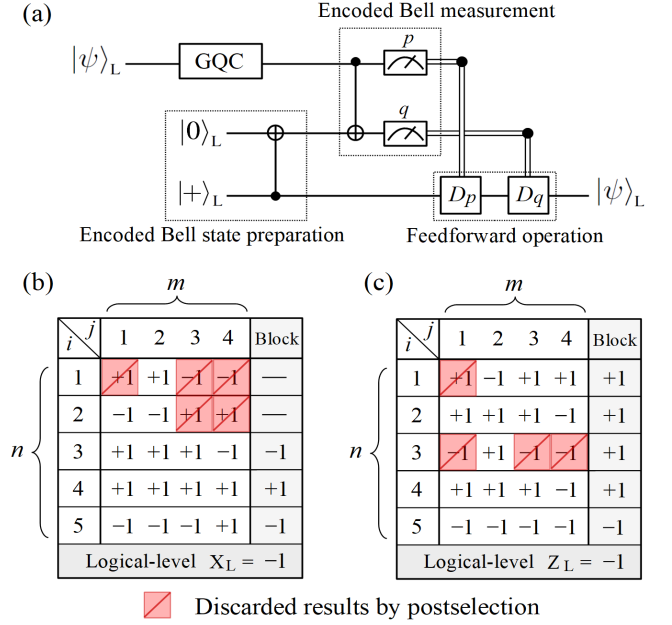 (a)
Encoded Bell measurement
|ψ⟩L GQC p
|0⟩L q
|+⟩L Dp Dq |ψ⟩L
Encoded Bell state preparation Feedforward operation
(b) m
i j 1 2 3 4 Block
1 +1 +1 −1 −1 —
2 −1 −1 +1 +1 —
n 3 +1 +1 +1 −1 −1
4 +1 +1 +1 +1 +1
5 −1 −1 −1 +1 −1
Logical-level XL = −1
(c) m
i j 1 2 3 4 Block
1 +1 −1 +1 +1 +1
2 +1 +1 +1 −1 +1
n 3 −1 +1 −1 −1 +1
4 +1 +1 +1 −1 +1
5 −1 −1 −1 −1 −1
Logical-level ZL = −1
Discarded results by postselection